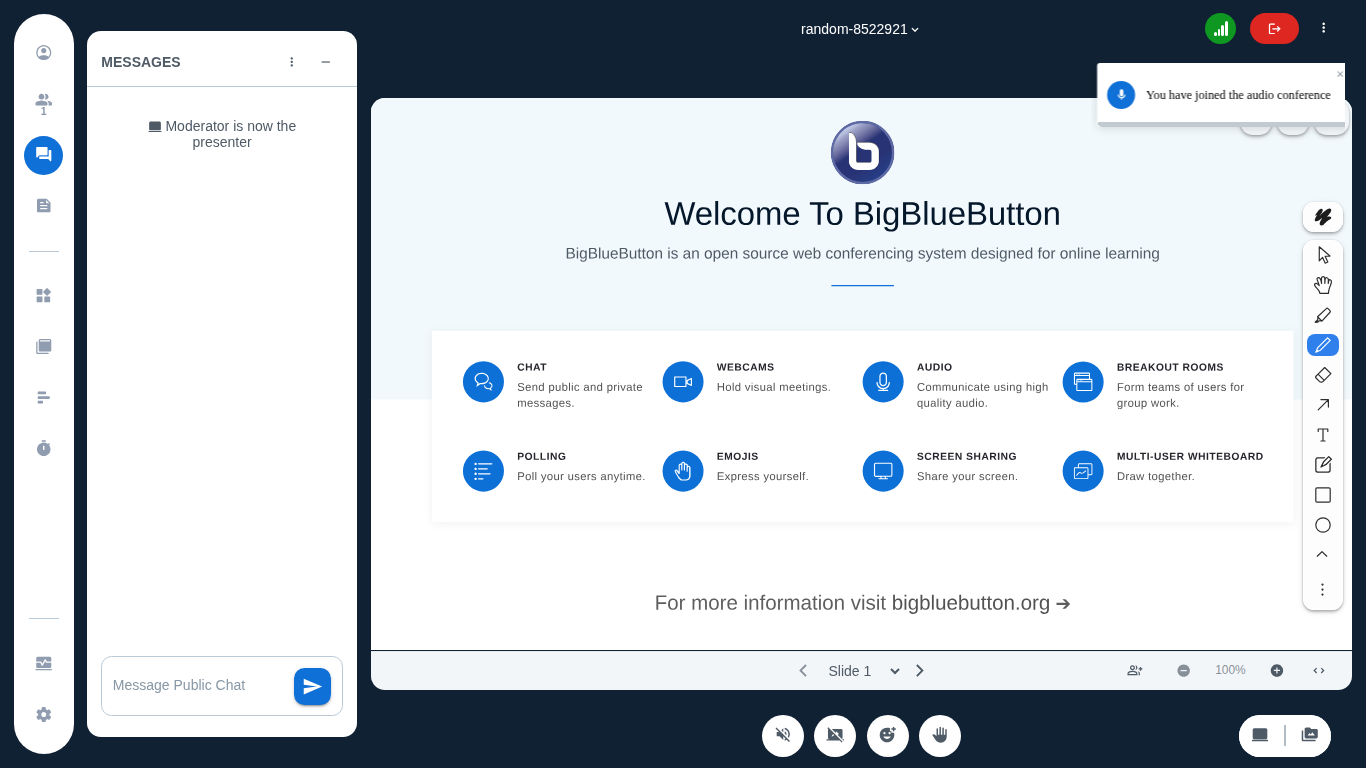 random-8522921
MESSAGES
1
Moderator is now the
presenter
You have joined the audio conference
Welcome To BigBlueButton
BigBlueButton is an open source web conferencing system designed for online learning
CHAT
Send public and private
messages.
WEBCAMS
Hold visual meetings.
AUDIO
Communicate using high
quality audio.
BREAKOUT ROOMS
Form teams of users for
group work.
POLLING
Poll your users anytime.
EMOJIS
Express yourself.
SCREEN SHARING
Share your screen.
MULTI-USER WHITEBOARD
Draw together.
For more information visit bigbluebutton.org ➔
Message Public Chat
Slide 1
100%